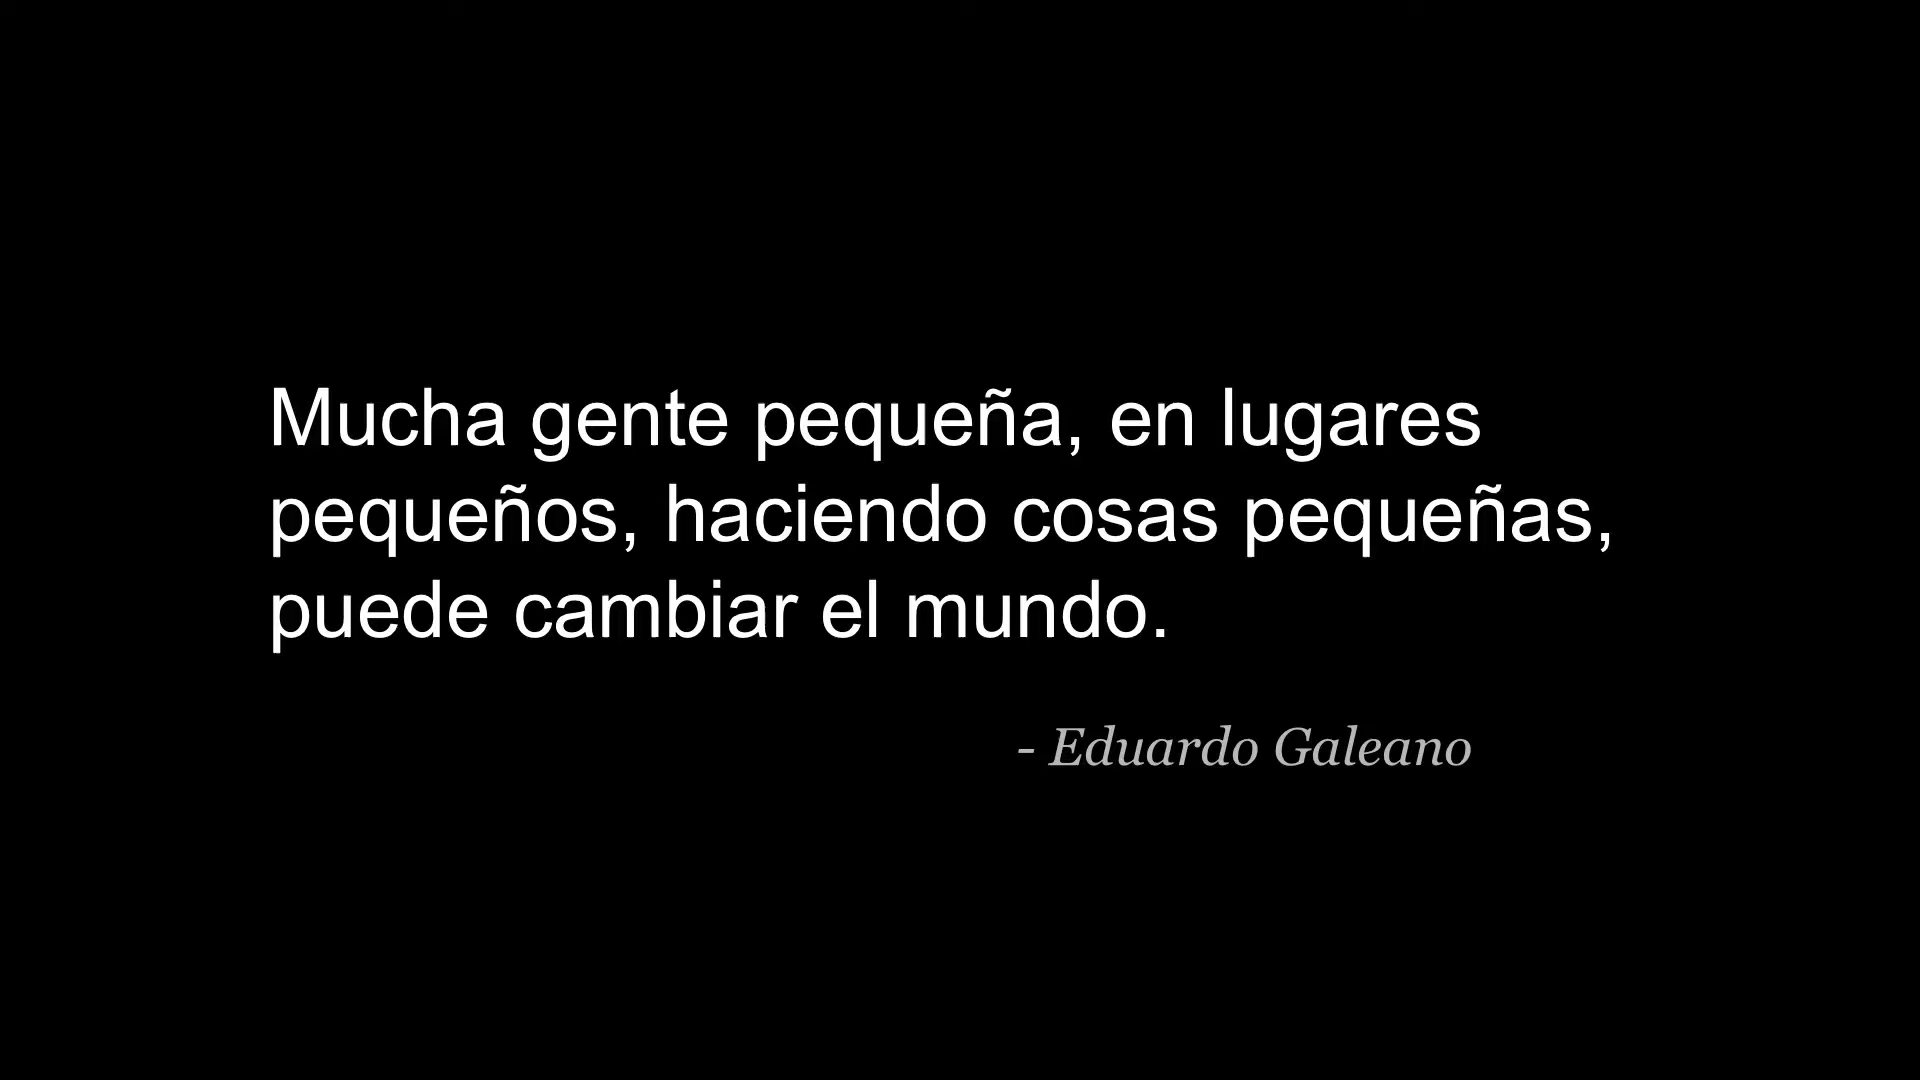 Mucha gente pequeña, en lugares
pequeños, haciendo cosas pequeñas,
puede cambiar el mundo.
- Eduardo Galeano